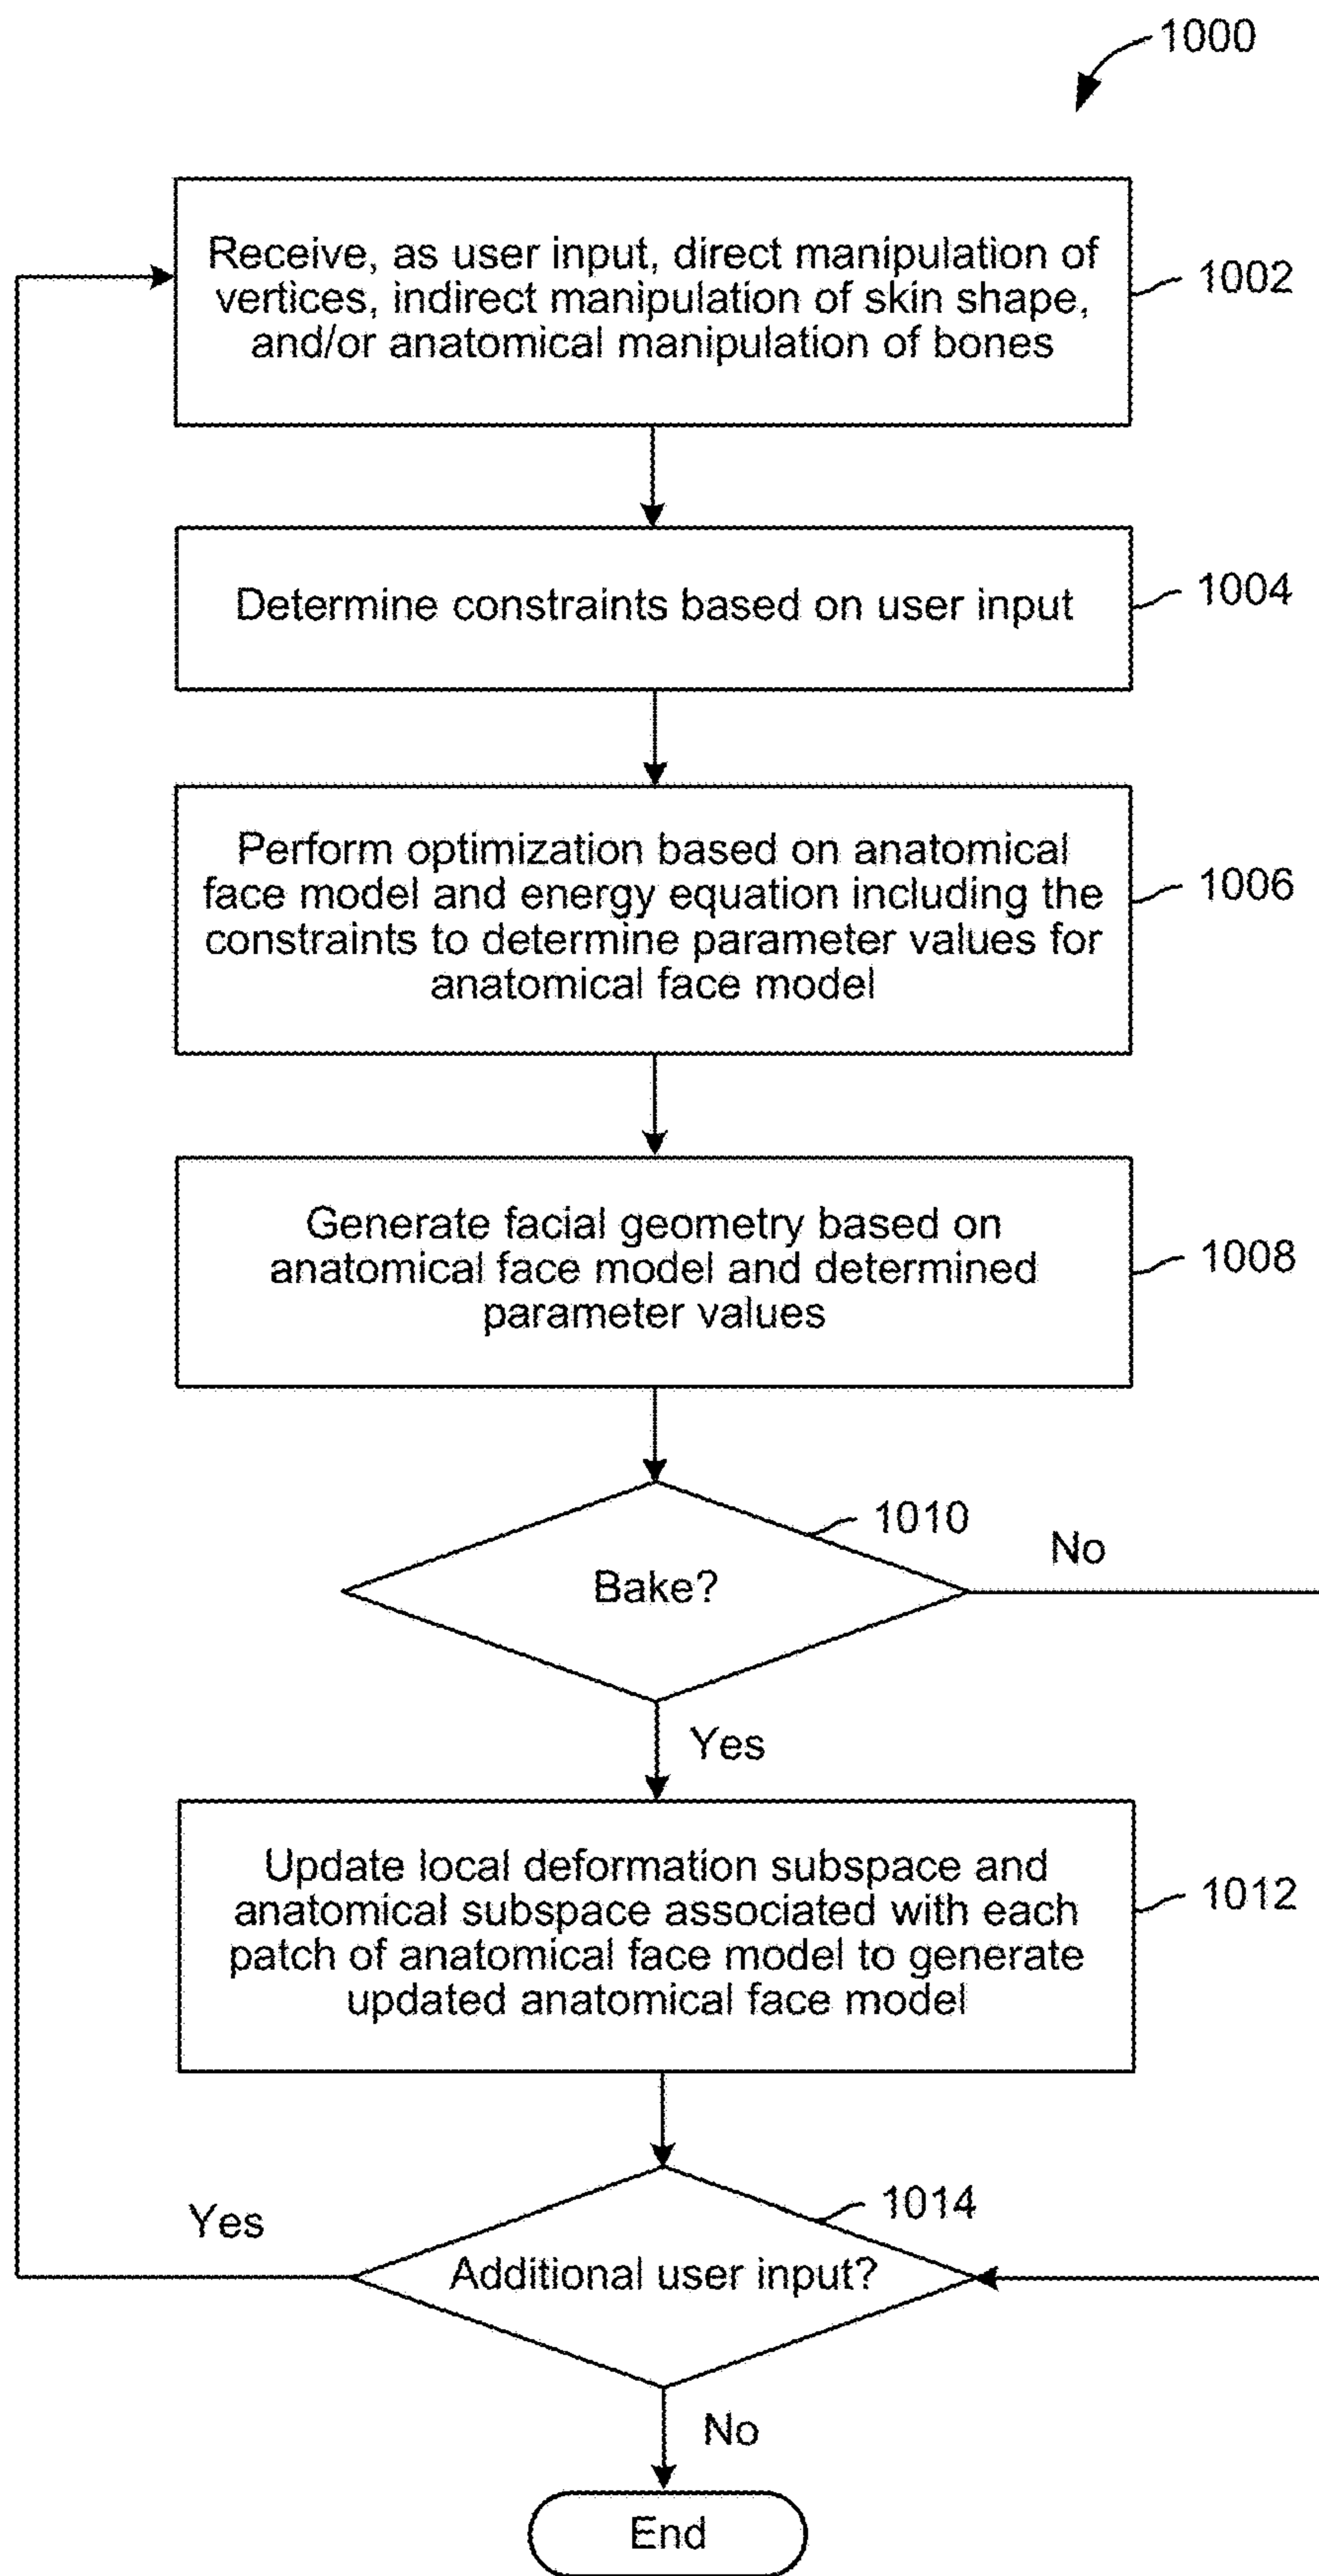 1000
Receive, as user input, direct manipulation of
vertices, indirect manipulation of skin shape,
and/or anatomical manipulation of bones
1002
Determine constraints based on user input
1004
Perform optimization based on anatomical
face model and energy equation including the
constraints to determine parameter values for
anatomical face model
1006
Generate facial geometry based on
anatomical face model and determined
parameter values
1008
1010
Bake?
No
Yes
Update local deformation subspace and
anatomical subspace associated with each
patch of anatomical face model to generate
updated anatomical face model
1012
1014
Yes
Additional user input?
No
End